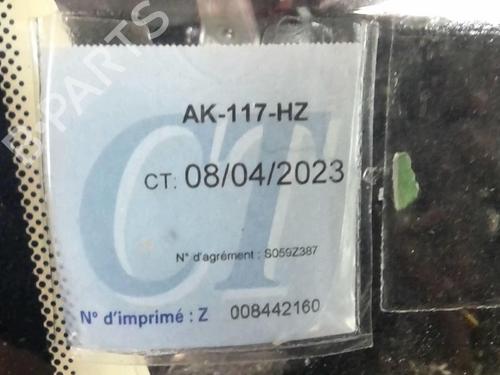 B-PARTS
CT
AK-117-HZ
CT: 08/04/2023
N° d'agrément : S059Z387
N° d'imprimé : Z 008442160